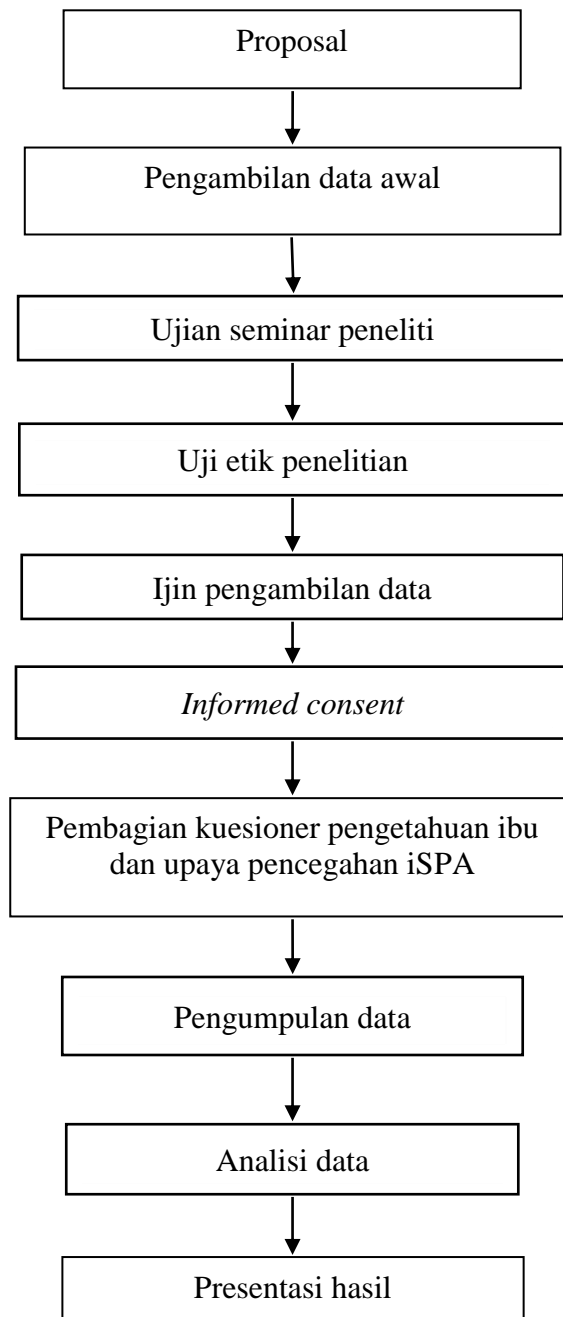 Proposal
Pengambilan data awal
Ujian seminar peneliti
Uji etik penelitian
Ijin pengambilan data
Informed consent
Pembagian kuesioner pengetahuan ibu
dan upaya pencegahan iSPA
Pengumpulan data
Analisi data
Presentasi hasil